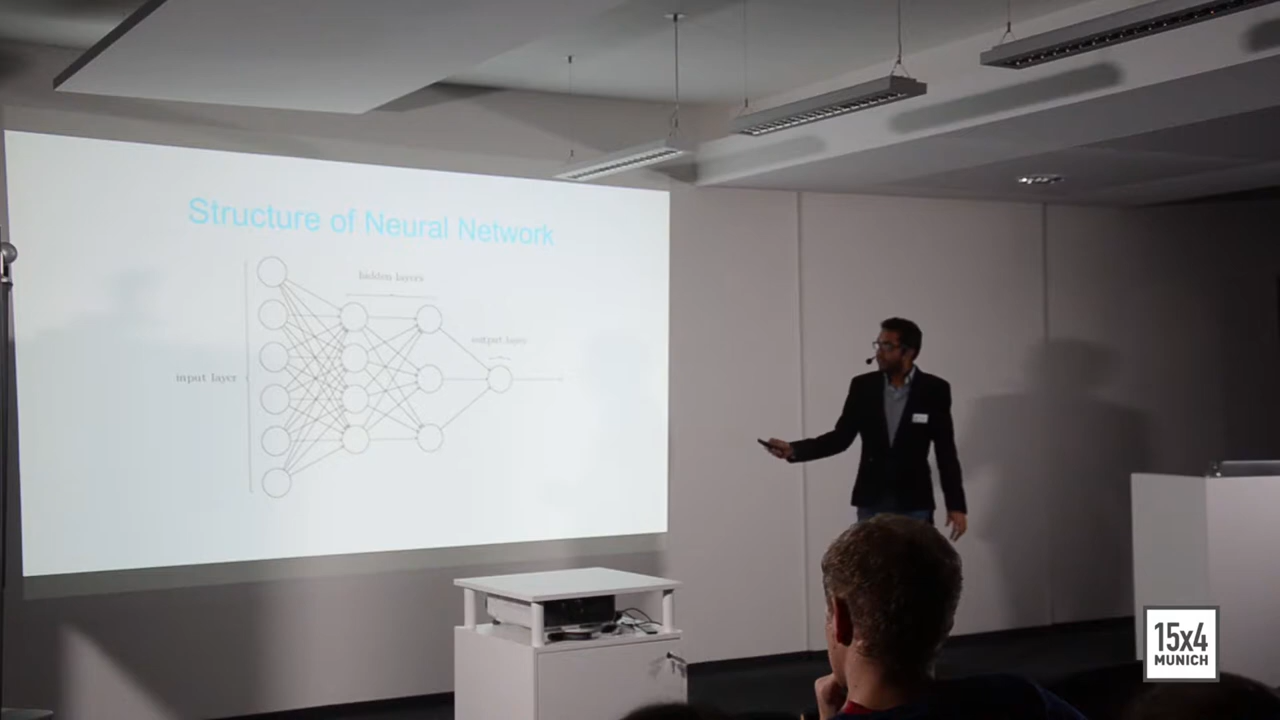 Structure of Neural Network
hidden layers
output layer
input layer
15x4
MUNICH